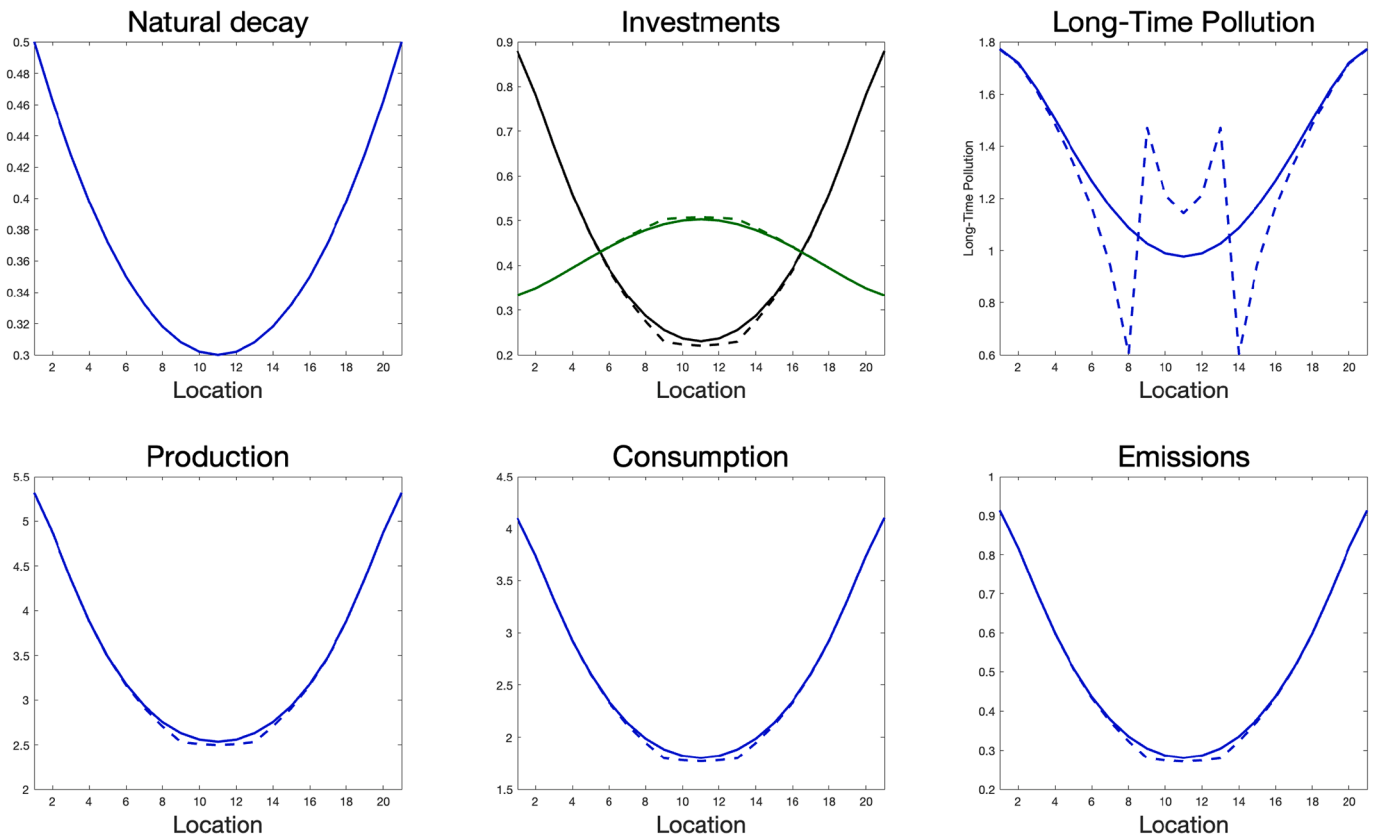 Natural decay
0.5
0.48
0.46
0.44
0.42
0.4
0.38
0.36
0.34
0.32
0.3
2 4 6 8 10 12 14 16 18 20
Location
Investments
0.9
0.8
0.7
0.6
0.5
0.4
0.3
0.2
2 4 6 8 10 12 14 16 18 20
Location
Long-Time Pollution
Long-Time Pollution
1.8
1.6
1.4
1.2
1
0.8
0.6
2 4 6 8 10 12 14 16 18 20
Location
Production
5.5
5
4.5
4
3.5
3
2.5
2
2 4 6 8 10 12 14 16 18 20
Location
Consumption
4.5
4
3.5
3
2.5
2
1.5
2 4 6 8 10 12 14 16 18 20
Location
Emissions
1
0.9
0.8
0.7
0.6
0.5
0.4
0.3
0.2
2 4 6 8 10 12 14 16 18 20
Location